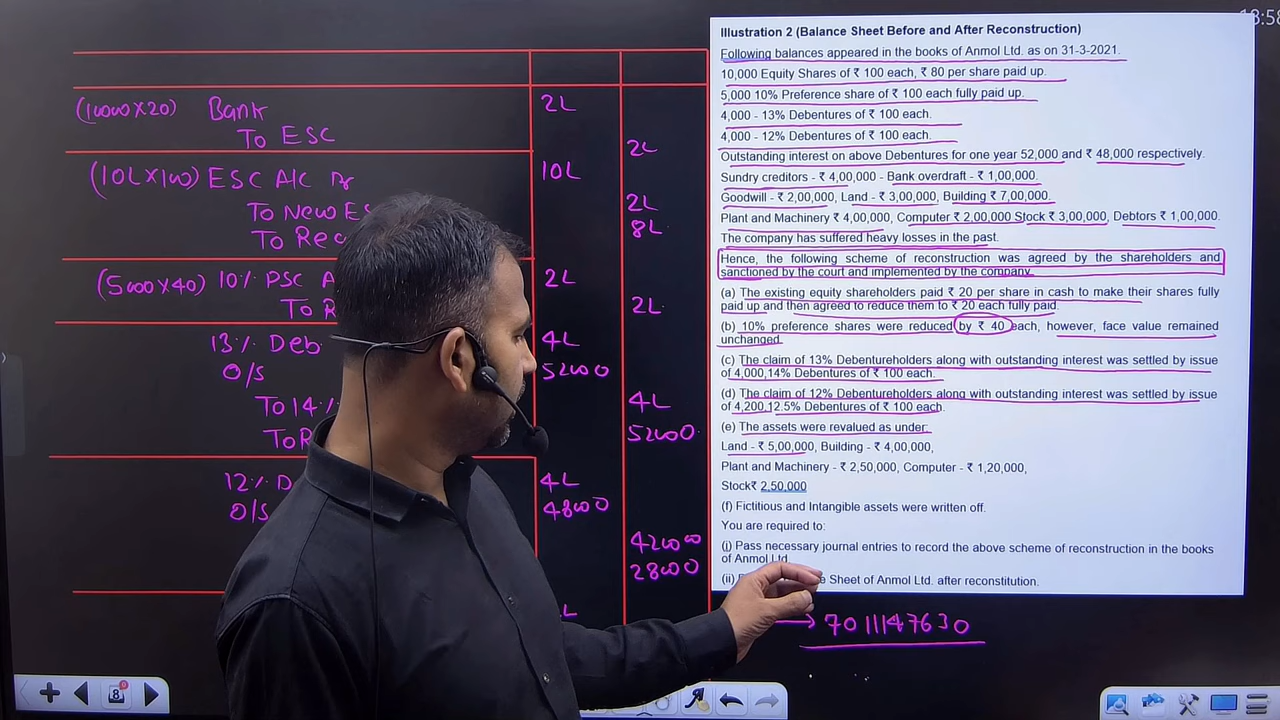 18:58
Illustration 2 (Balance Sheet Before and After Reconstruction)
Following balances appeared in the books of Anmol Ltd. as on 31-3-2021.
10,000 Equity Shares of ₹ 100 each, ₹ 80 per share paid up.
5,000 10% Preference share of ₹ 100 each fully paid up.
4,000 - 13% Debentures of ₹ 100 each.
4,000 - 12% Debentures of ₹ 100 each.
Outstanding interest on above Debentures for one year 52,000 and ₹ 48,000 respectively.
Sundry creditors - ₹ 4,00,000 - Bank overdraft - ₹ 1,00,000.
Goodwill - ₹ 2,00,000, Land - ₹ 3,00,000, Building ₹ 7,00,000.
Plant and Machinery ₹ 4,00,000, Computer ₹ 2,00,000 Stock ₹ 3,00,000, Debtors ₹ 1,00,000.
The company has suffered heavy losses in the past.
Hence, the following scheme of reconstruction was agreed by the shareholders and
sanctioned by the court and implemented by the company.
(a) The existing equity shareholders paid ₹ 20 per share in cash to make their shares fully
paid up and then agreed to reduce them to ₹ 20 each fully paid.
(b) 10% preference shares were reduced by ₹ 40 each, however, face value remained
unchanged.
(c) The claim of 13% Debentureholders along with outstanding interest was settled by issue
of 4,000,14% Debentures of ₹ 100 each.
(d) The claim of 12% Debentureholders along with outstanding interest was settled by issue
of 4,200,12.5% Debentures of ₹ 100 each.
(e) The assets were revalued as under:
Land - ₹ 5,00,000, Building - ₹ 4,00,000,
Plant and Machinery - ₹ 2,50,000, Computer - ₹ 1,20,000,
Stock₹ 2,50,000
(f) Fictitious and Intangible assets were written off.
You are required to:
(i) Pass necessary journal entries to record the above scheme of reconstruction in the books
of Anmol Ltd.
(ii) Sheet of Anmol Ltd. after reconstitution.
7011147630
(10000×20) Bank 2L
To ESC 2L
(10L×100) ESC A/C Dr 10L
To New Es 2L
To Rec 8L
(5000×40) 10% PSC A 2L
To R 2L
13% Deb 4L
O/S 52000
To 14% 4L
To R 52000
12% D 4L
O/S 48000
420000
28000
L
8